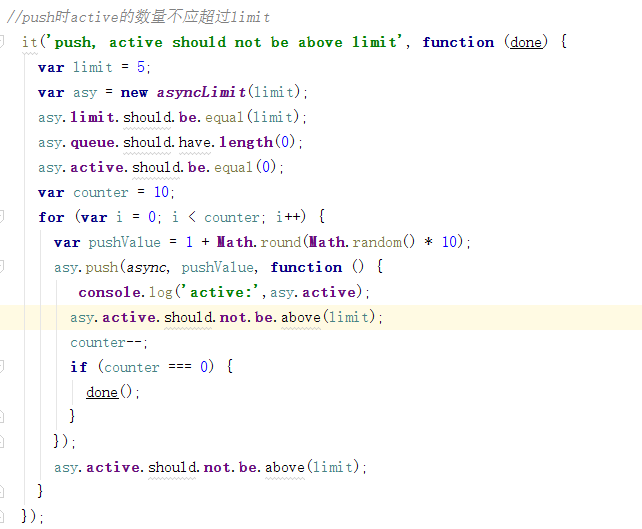 //push时active的数量不应超过limit
it('push, active should not be above limit', function (done) {
var limit = 5;
var asy = new asyncLimit(limit);
asy.limit.should.be.equal(limit);
asy.queue.should.have.length(0);
asy.active.should.be.equal(0);
var counter = 10;
for (var i = 0; i < counter; i++) {
var pushValue = 1 + Math.round(Math.random() * 10);
asy.push(async, pushValue, function () {
console.log('active:',asy.active);
asy.active.should.not.be.above(limit);
counter--;
if (counter === 0) {
done();
}
});
asy.active.should.not.be.above(limit);
}
});